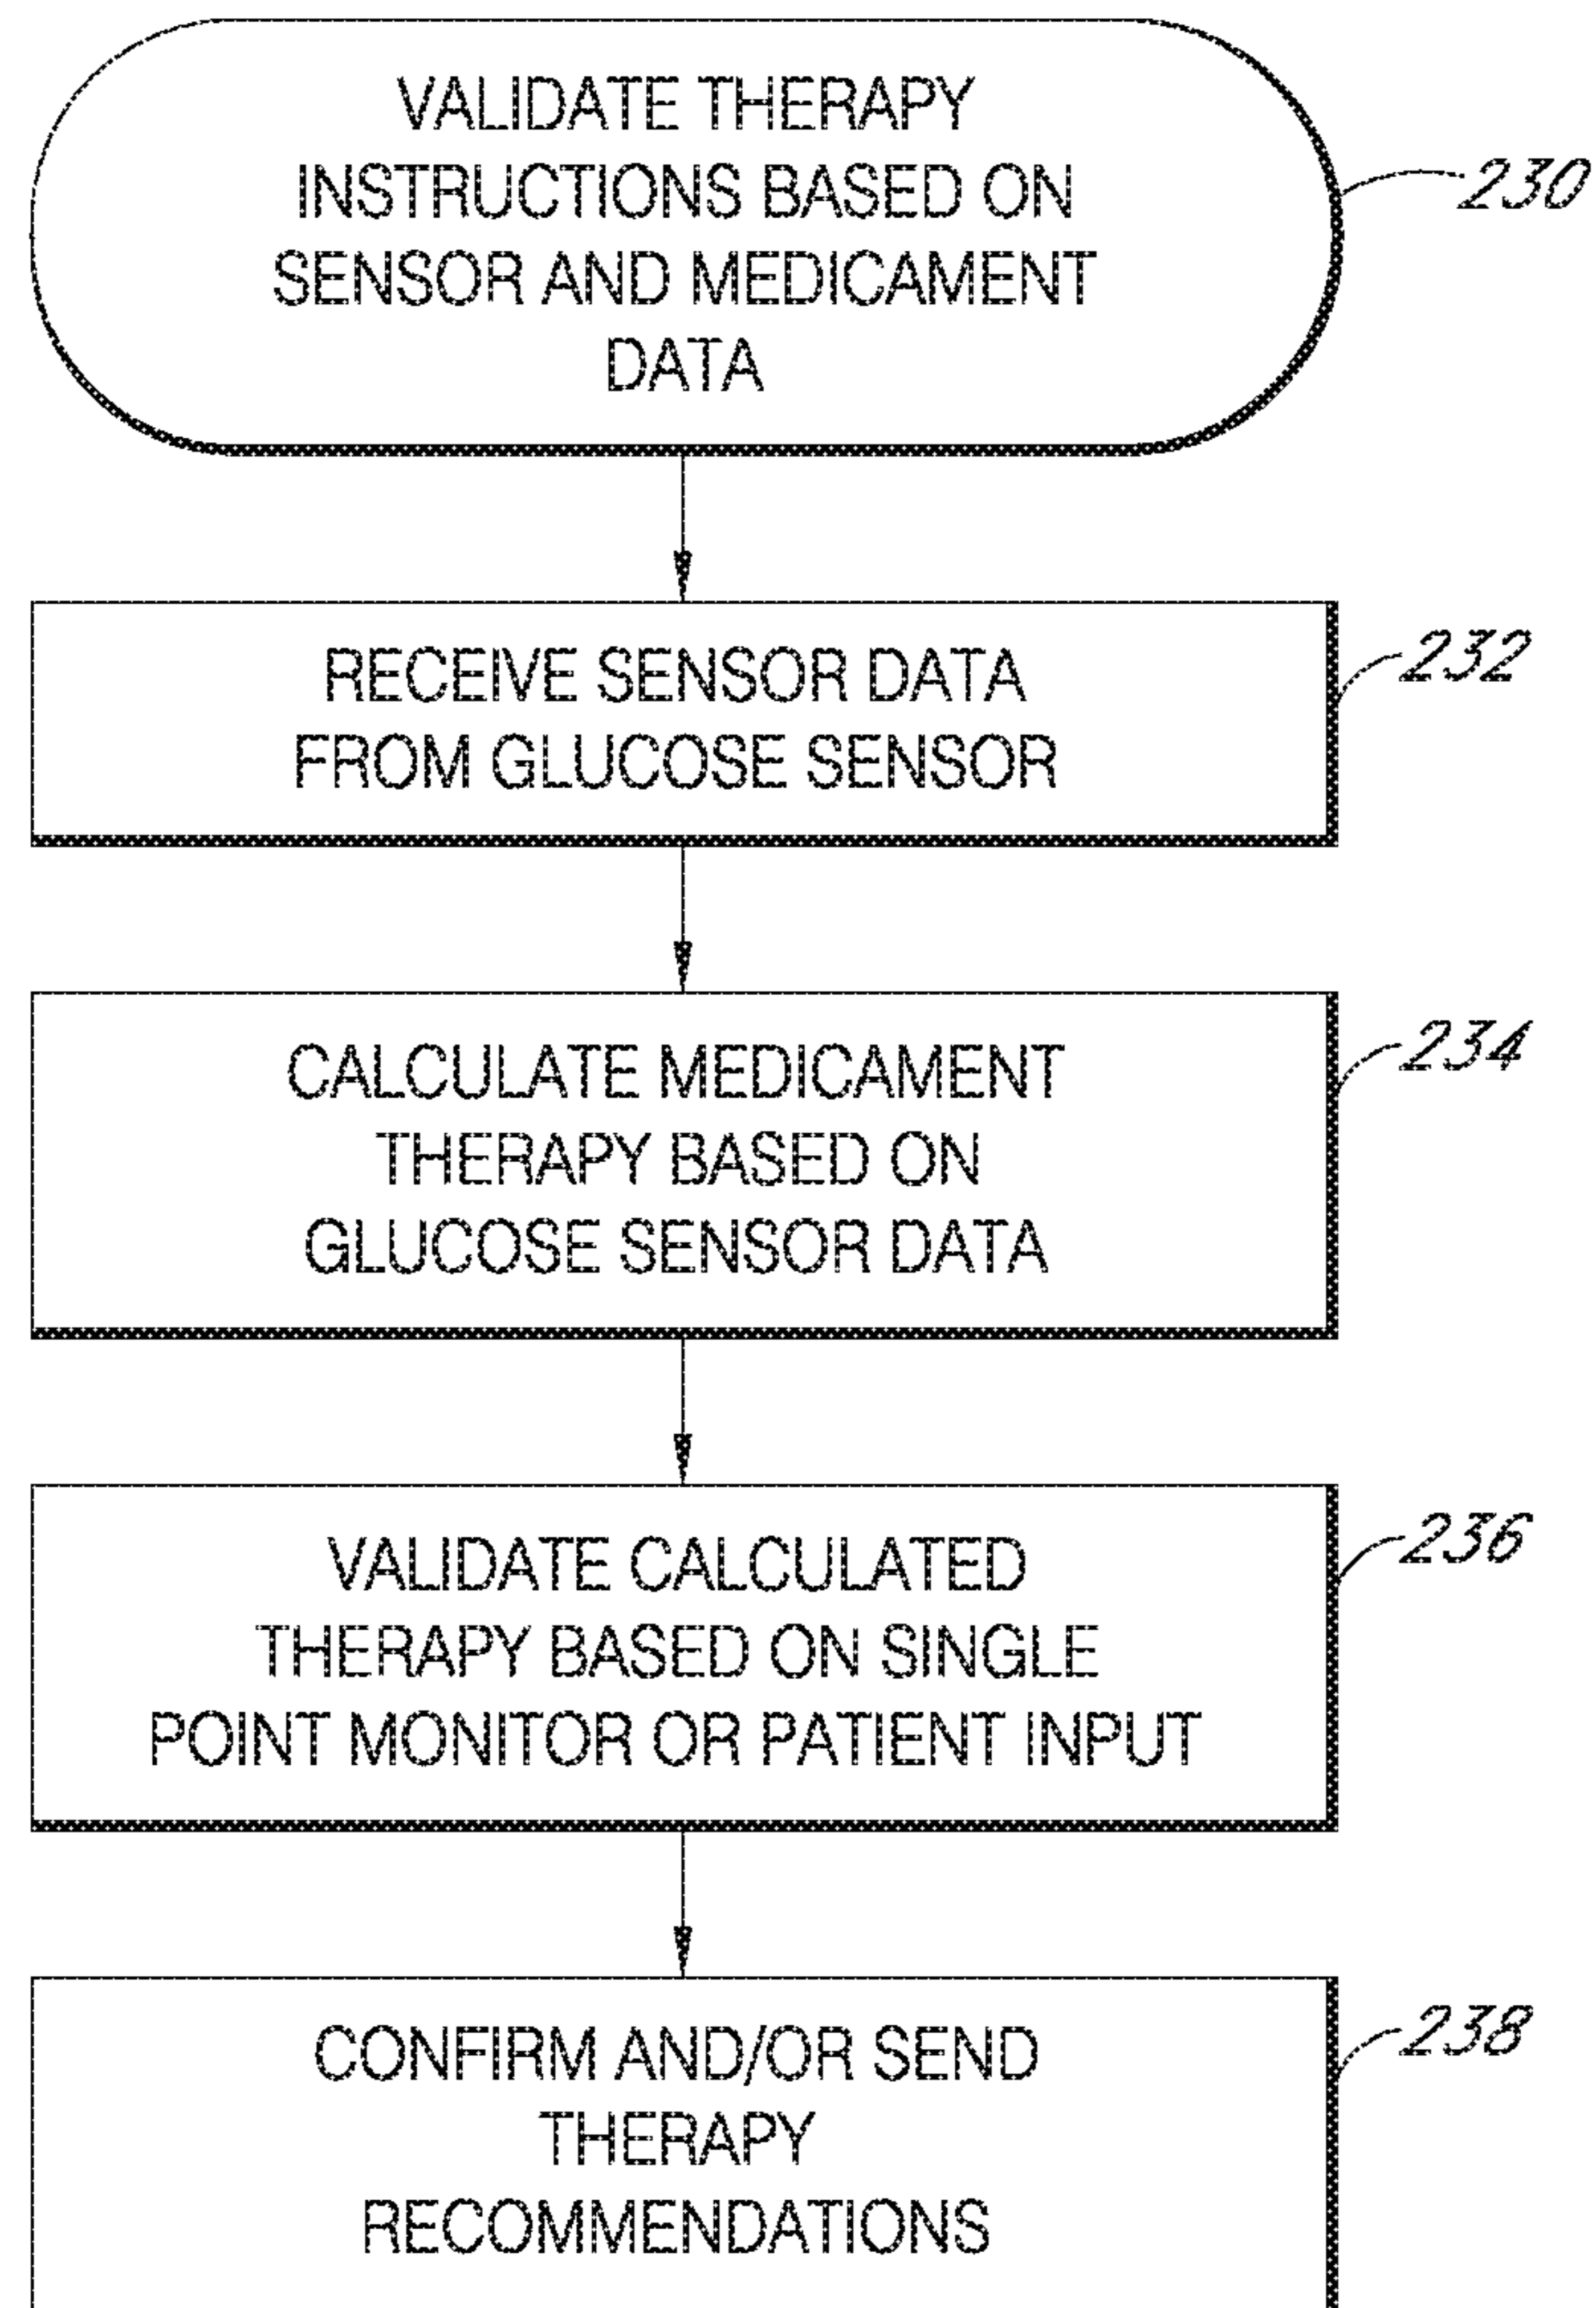 VALIDATE THERAPY
INSTRUCTIONS BASED ON
SENSOR AND MEDICAMENT
DATA
230
RECEIVE SENSOR DATA
FROM GLUCOSE SENSOR
232
CALCULATE MEDICAMENT
THERAPY BASED ON
GLUCOSE SENSOR DATA
234
VALIDATE CALCULATED
THERAPY BASED ON SINGLE
POINT MONITOR OR PATIENT INPUT
236
CONFIRM AND/OR SEND
THERAPY
RECOMMENDATIONS
238